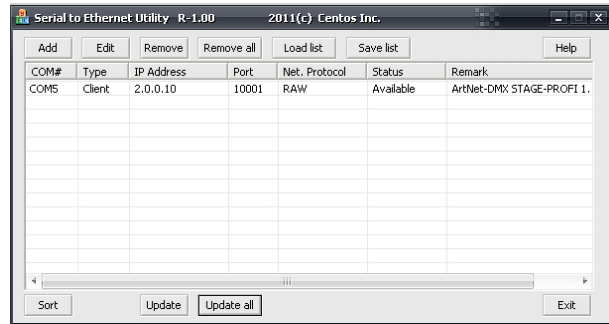 Serial to Ethernet Utility R-1.00 2011(c) Centos Inc.
Add Edit Remove Remove all Load list Save list Help
COM# Type IP Address Port Net. Protocol Status Remark
COM5 Client 2.0.0.10 10001 RAW Available ArtNet-DMX STAGE-PROFI 1.
Sort Update Update all Exit